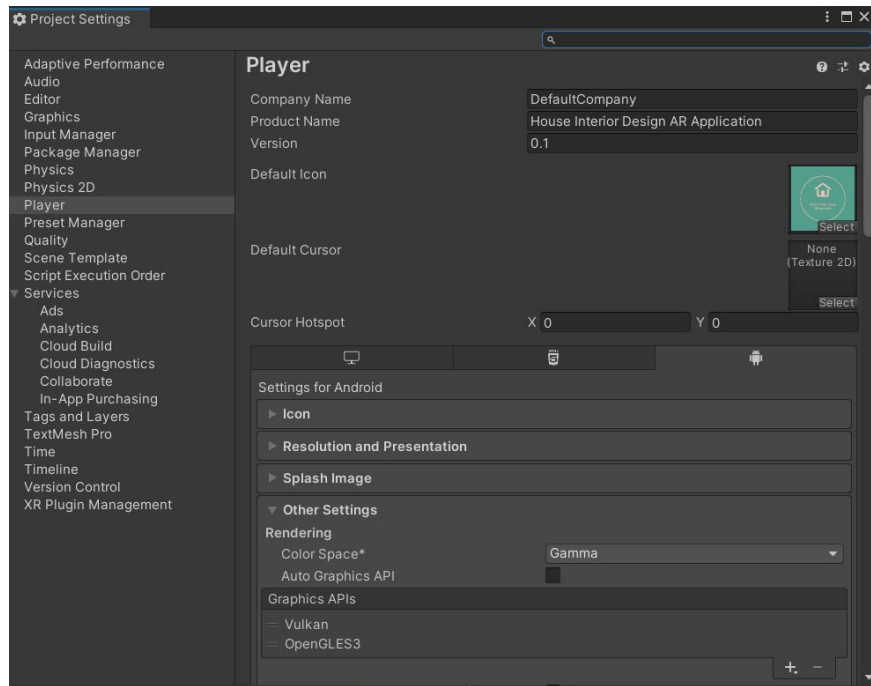 Project Settings
Adaptive Performance
Audio
Editor
Graphics
Input Manager
Package Manager
Physics
Physics 2D
Player
Preset Manager
Quality
Scene Template
Script Execution Order
Services
Ads
Analytics
Cloud Build
Cloud Diagnostics
Collaborate
In-App Purchasing
Tags and Layers
TextMesh Pro
Time
Timeline
Version Control
XR Plugin Management
Player
Company Name DefaultCompany
Product Name House Interior Design AR Application
Version 0.1
Default Icon
Select
Default Cursor
None
(Texture 2D)
Select
Cursor Hotspot X 0 Y 0
Settings for Android
Icon
Resolution and Presentation
Splash Image
Other Settings
Rendering
Color Space* Gamma
Auto Graphics API
Graphics APIs
Vulkan
OpenGLES3